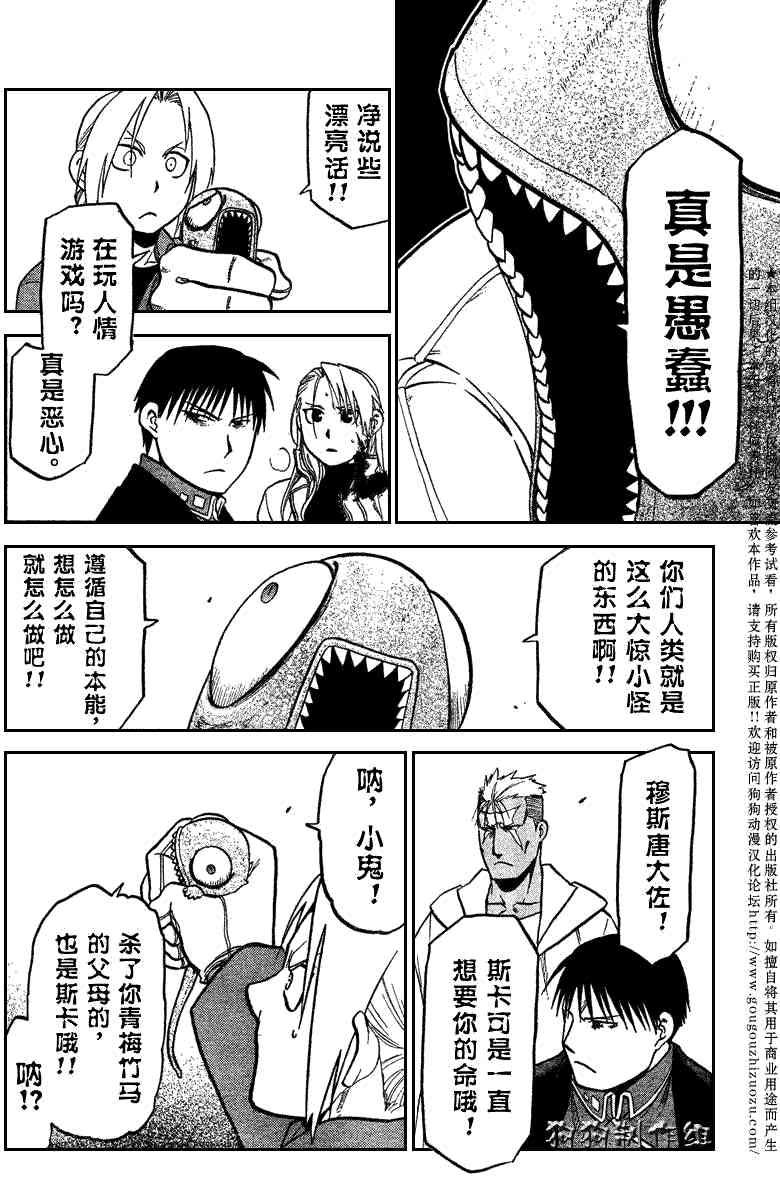 真是愚蠢!!!
净说些
漂亮话!!
在玩人情
游戏吗?
真是恶心。
你们人类就是
这么大惊小怪
的东西啊!!
遵循自己的本能,
想怎么做
就怎么做吧!!
穆斯唐大佐!
斯卡可是一直
想要你的命哦!
呐,小鬼!
杀了你青梅竹马
的父母的,
也是斯卡哦!!
呐!?
参考试看,所有版权归原作者和被原作者授权的出版社所有。如擅自将其用于商业用途而产生
欢本作品,请支持购买正版!!欢迎访问狗狗动漫汉化论坛http://www.gougouzhizuozu.com/
狗狗制作组